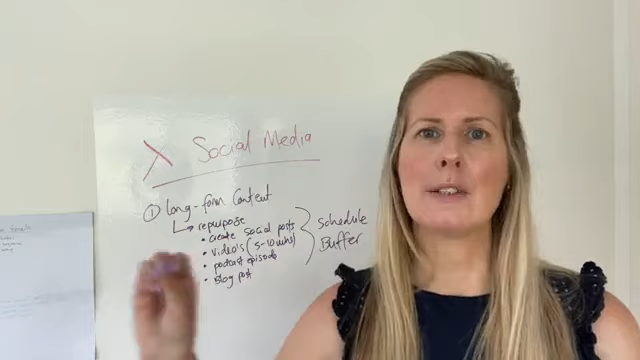 X Social Media
① Long-form Content
↳ repurpose
• create social posts
• video's (5-10 mins)
• podcast episode
• Blog post
Schedule
Buffer